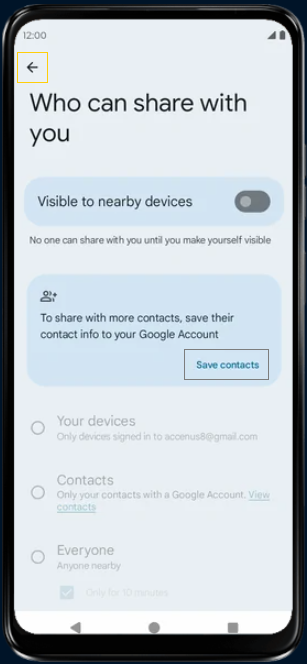 12:00
Who can share with
you
Visible to nearby devices
No one can share with you until you make yourself visible
To share with more contacts, save their
contact info to your Google Account
Save contacts
Your devices
Only devices signed in to accenus8@gmail.com
Contacts
Only your contacts with a Google Account. View
contacts
Everyone
Anyone nearby
Only for 10 minutes